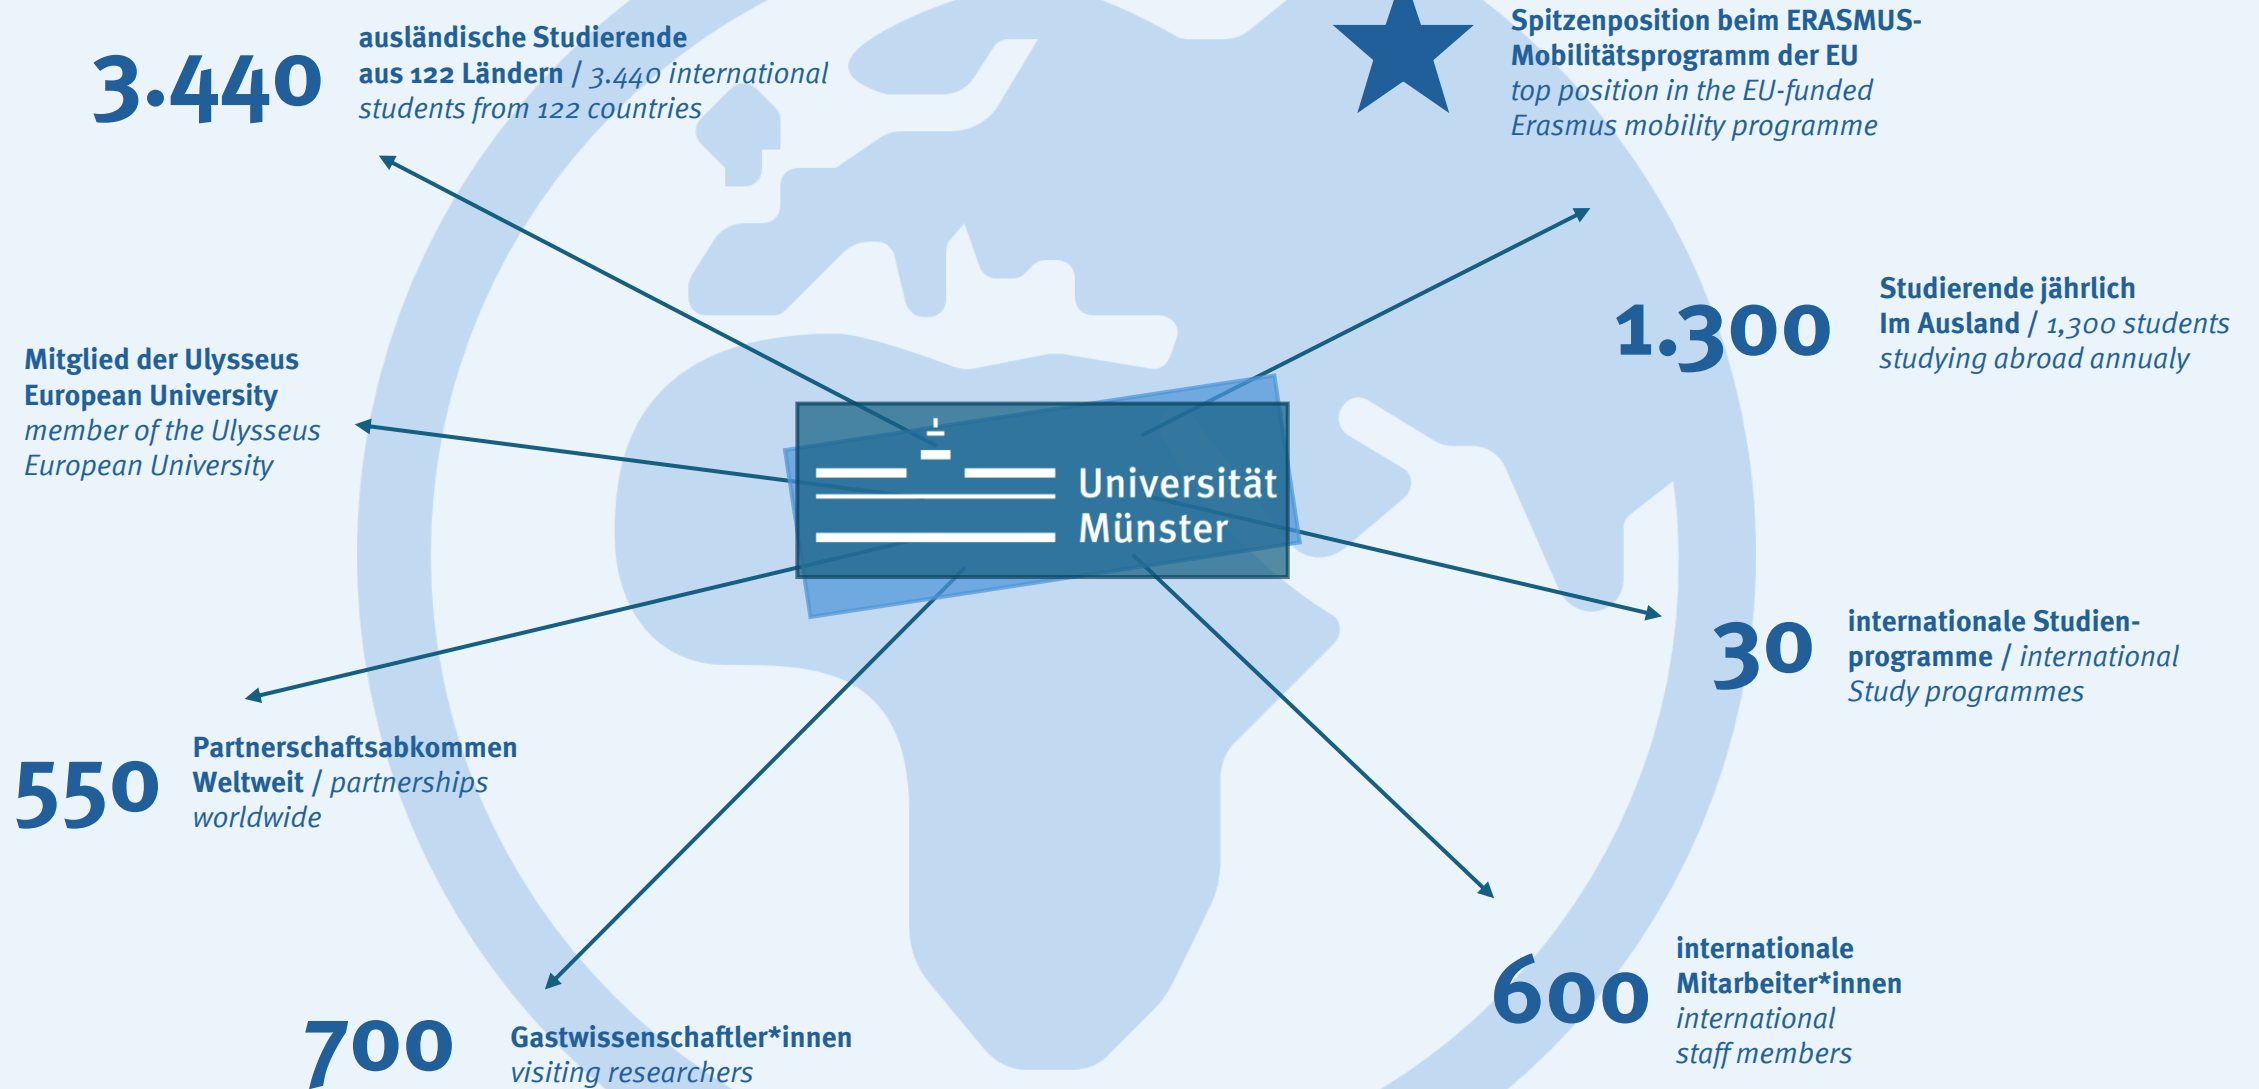 3.440
ausländische Studierende
aus 122 Ländern / 3.440 international
students from 122 countries
Spitzenposition beim ERASMUS-
Mobilitätsprogramm der EU
top position in the EU-funded
Erasmus mobility programme
Mitglied der Ulysseus
European University
member of the Ulysseus
European University
1.300
Studierende jährlich
Im Ausland / 1,300 students
studying abroad annualy
Universität
Münster
550
Partnerschaftsabkommen
Weltweit / partnerships
worldwide
30
internationale Studien-
programme / international
Study programmes
700
Gastwissenschaftler*innen
visiting researchers
600
internationale
Mitarbeiter*innen
international
staff members